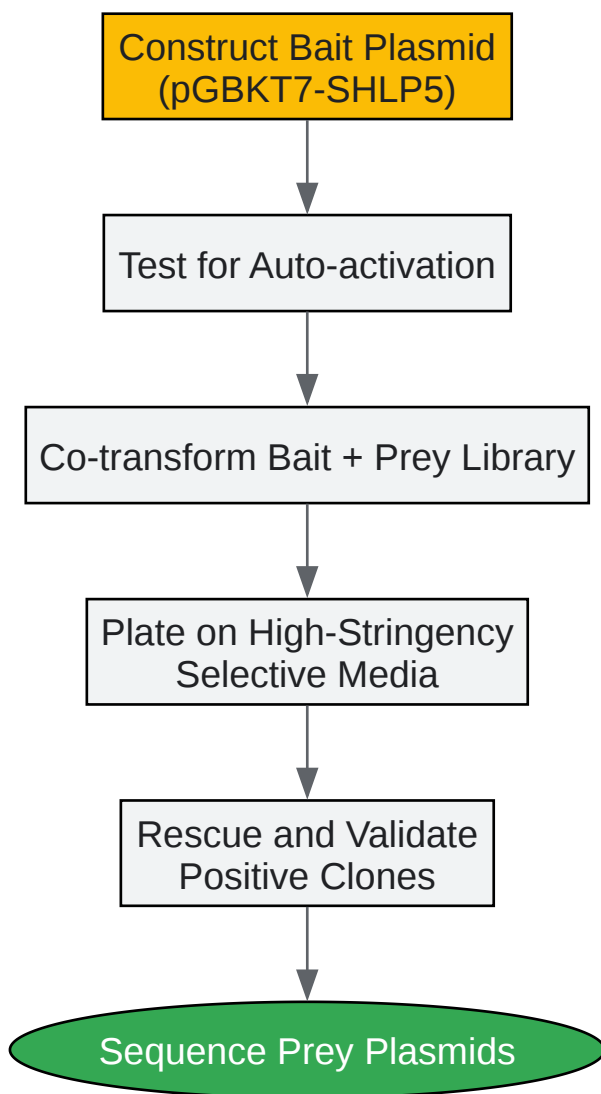 Construct Bait Plasmid
(pGBKT7-SHLP5)
Test for Auto-activation
Co-transform Bait + Prey Library
Plate on High-Stringency
Selective Media
Rescue and Validate
Positive Clones
Sequence Prey Plasmids